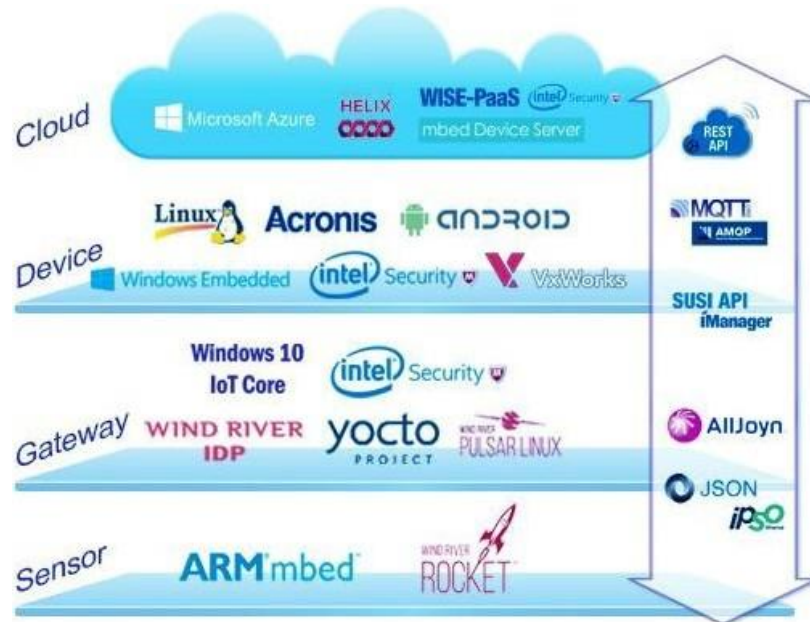 Cloud
Microsoft Azure
HELIX
WISE-PaaS
intel Security
mbed Device Server
REST
API
Device
Linux
ACRONIS
ANDROID
Windows Embedded
intel Security
VxWorks
MQTT
AMOP
SUSI API
iManager
Gateway
Windows 10
IoT Core
intel Security
WIND RIVER
IDP
yocto
PROJECT
WIND RIVER
PULSAR LINUX
AllJoyn
JSON
ipso
Sensor
ARM mbed
WIND RIVER
ROCKET